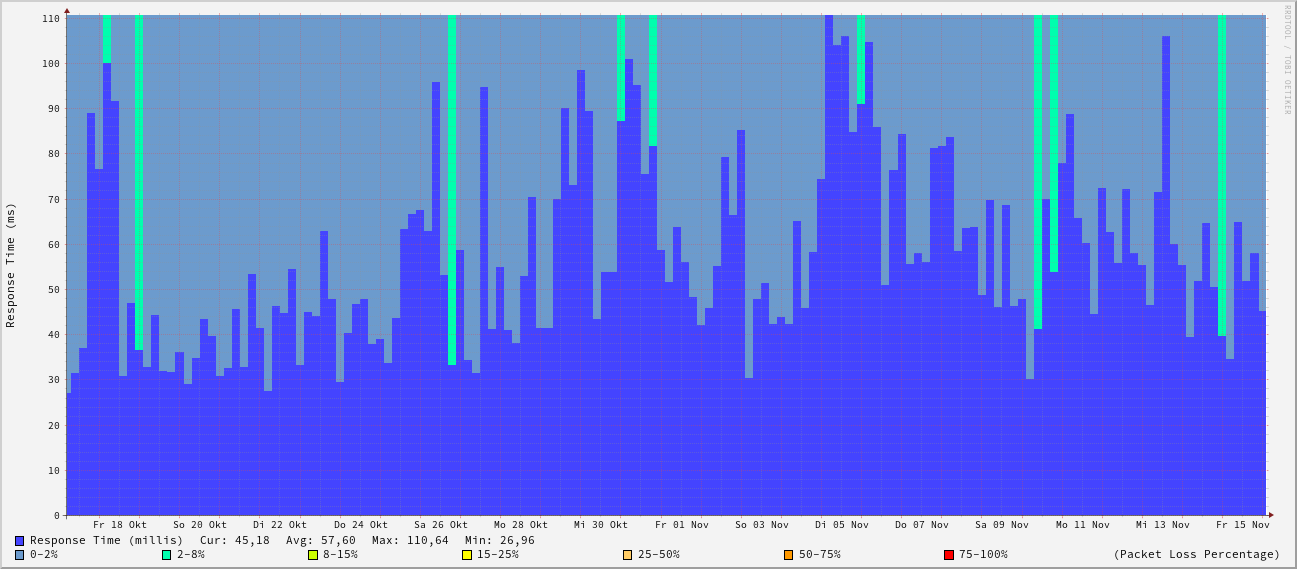 RRDTOOL / TOBI OETIKER
Response Time (ms)
110
100
90
80
70
60
50
40
30
20
10
0
Fr 18 Okt So 20 Okt Di 22 Okt Do 24 Okt Sa 26 Okt Mo 28 Okt Mi 30 Okt Fr 01 Nov So 03 Nov Di 05 Nov Do 07 Nov Sa 09 Nov Mo 11 Nov Mi 13 Nov Fr 15 Nov
Response Time (millis) Cur: 45,18 Avg: 57,60 Max: 110,64 Min: 26,96
0-2% 2-8% 8-15% 15-25% 25-50% 50-75% 75-100% (Packet Loss Percentage)